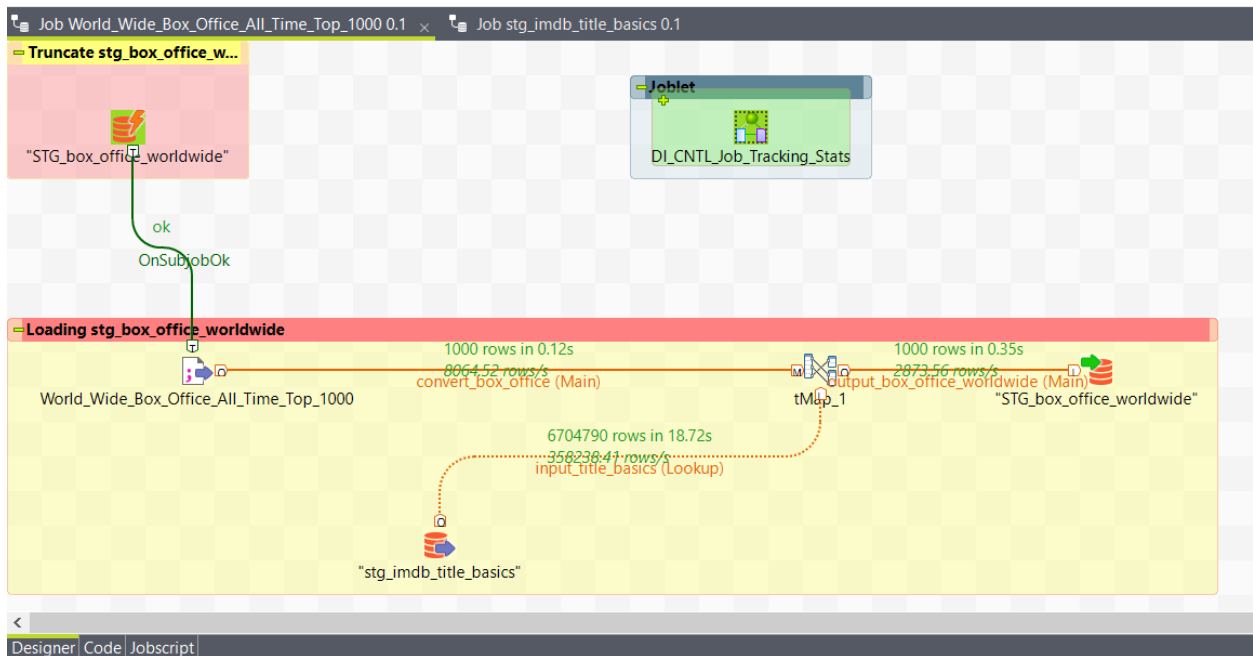 Job World_Wide_Box_Office_All_Time_Top_1000 0.1
Job stg_imdb_title_basics 0.1
Truncate stg_box_office_w...
"STG_box_office_worldwide"
Joblet
DI_CNTL_Job_Tracking_Stats
ok
OnSubjobOk
Loading stg_box_office_worldwide
1000 rows in 0.12s
8064.52 rows/s
convert_box_office (Main)
1000 rows in 0.35s
2873.56 rows/s
output_box_office_worldwide (Main)
World_Wide_Box_Office_All_Time_Top_1000
tMap_1
"STG_box_office_worldwide"
6704790 rows in 18.72s
358238.41 rows/s
input_title_basics (Lookup)
"stg_imdb_title_basics"
Designer Code Jobscript